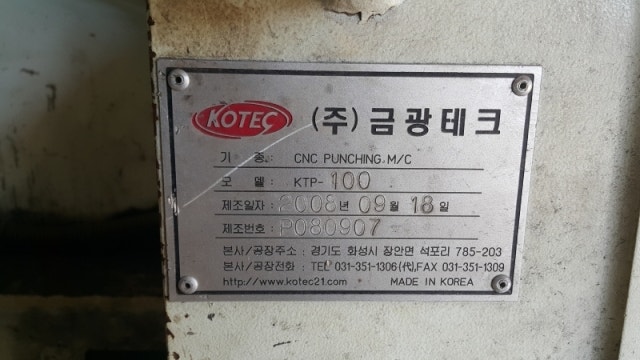 KOTEC (주)금광테크
기 종: CNC PUNCHING.M/C
모 델: KTP-100
제조일자: 2008년 09월 18일
제조번호: P080907
본사/공장주소 : 경기도 화성시 장안면 석포리 785-203
본사/공장전화 : TEL 031-351-1306(代),FAX 031-351-1309
http://www.kotec21.com MADE IN KOREA